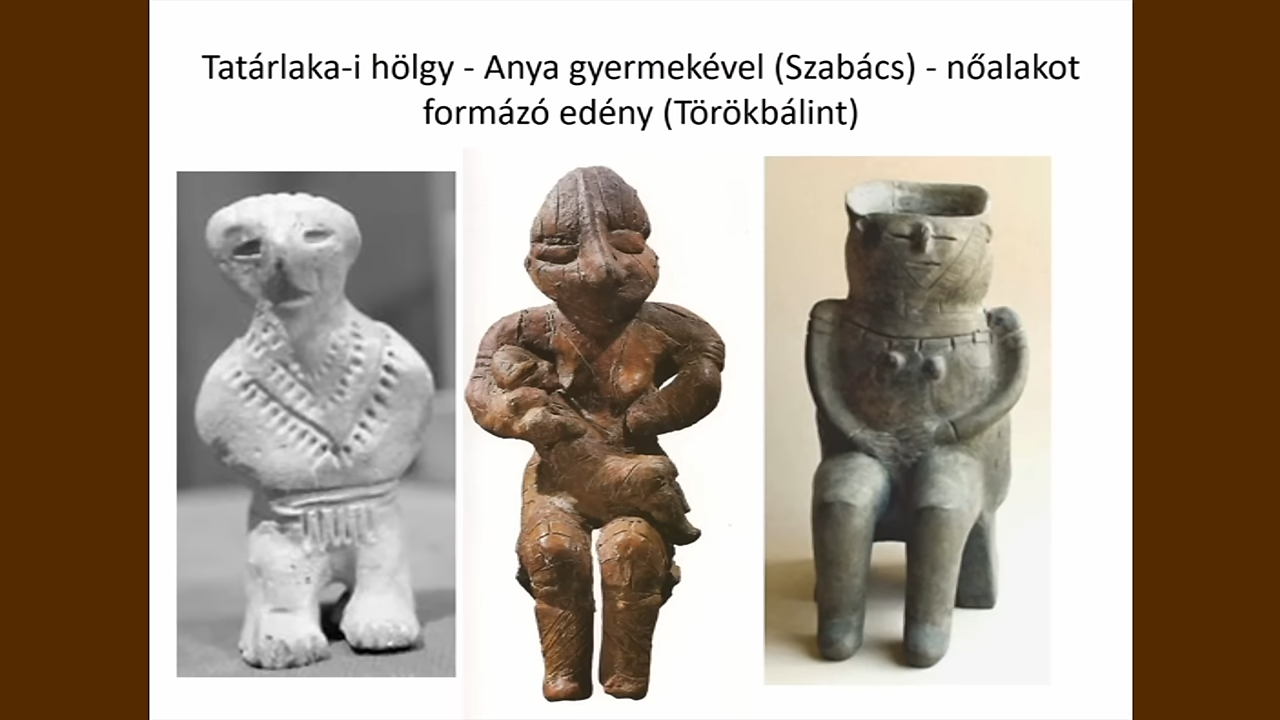 Tatárlaka-i hölgy - Anya gyermekével (Szabács) - nőalakot
formázó edény (Törökbálint)